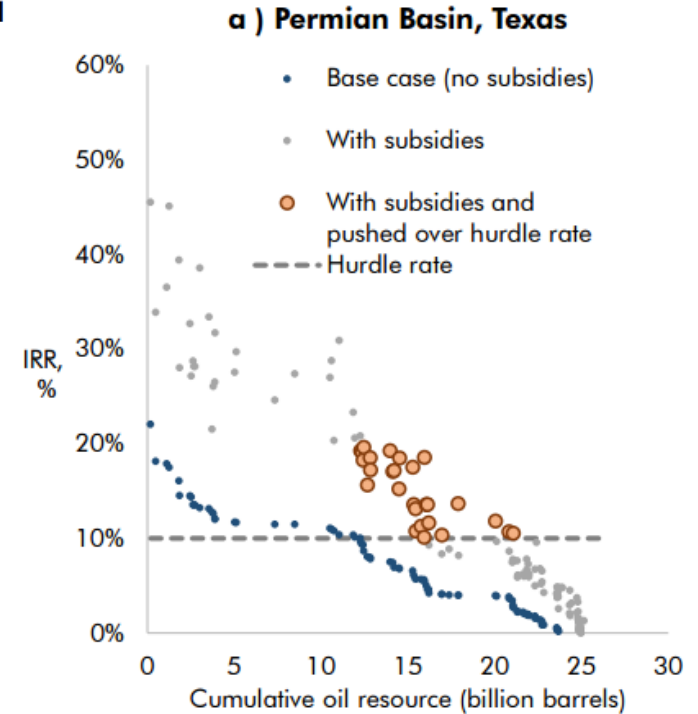 a ) Permian Basin, Texas
60%
Base case (no subsidies)
With subsidies
50%
With subsidies and
pushed over hurdle rate
40%
Hurdle rate
30%
IRR,
%
20%
10%
0%
0 5 10 15 20 25 30
Cumulative oil resource (billion barrels)